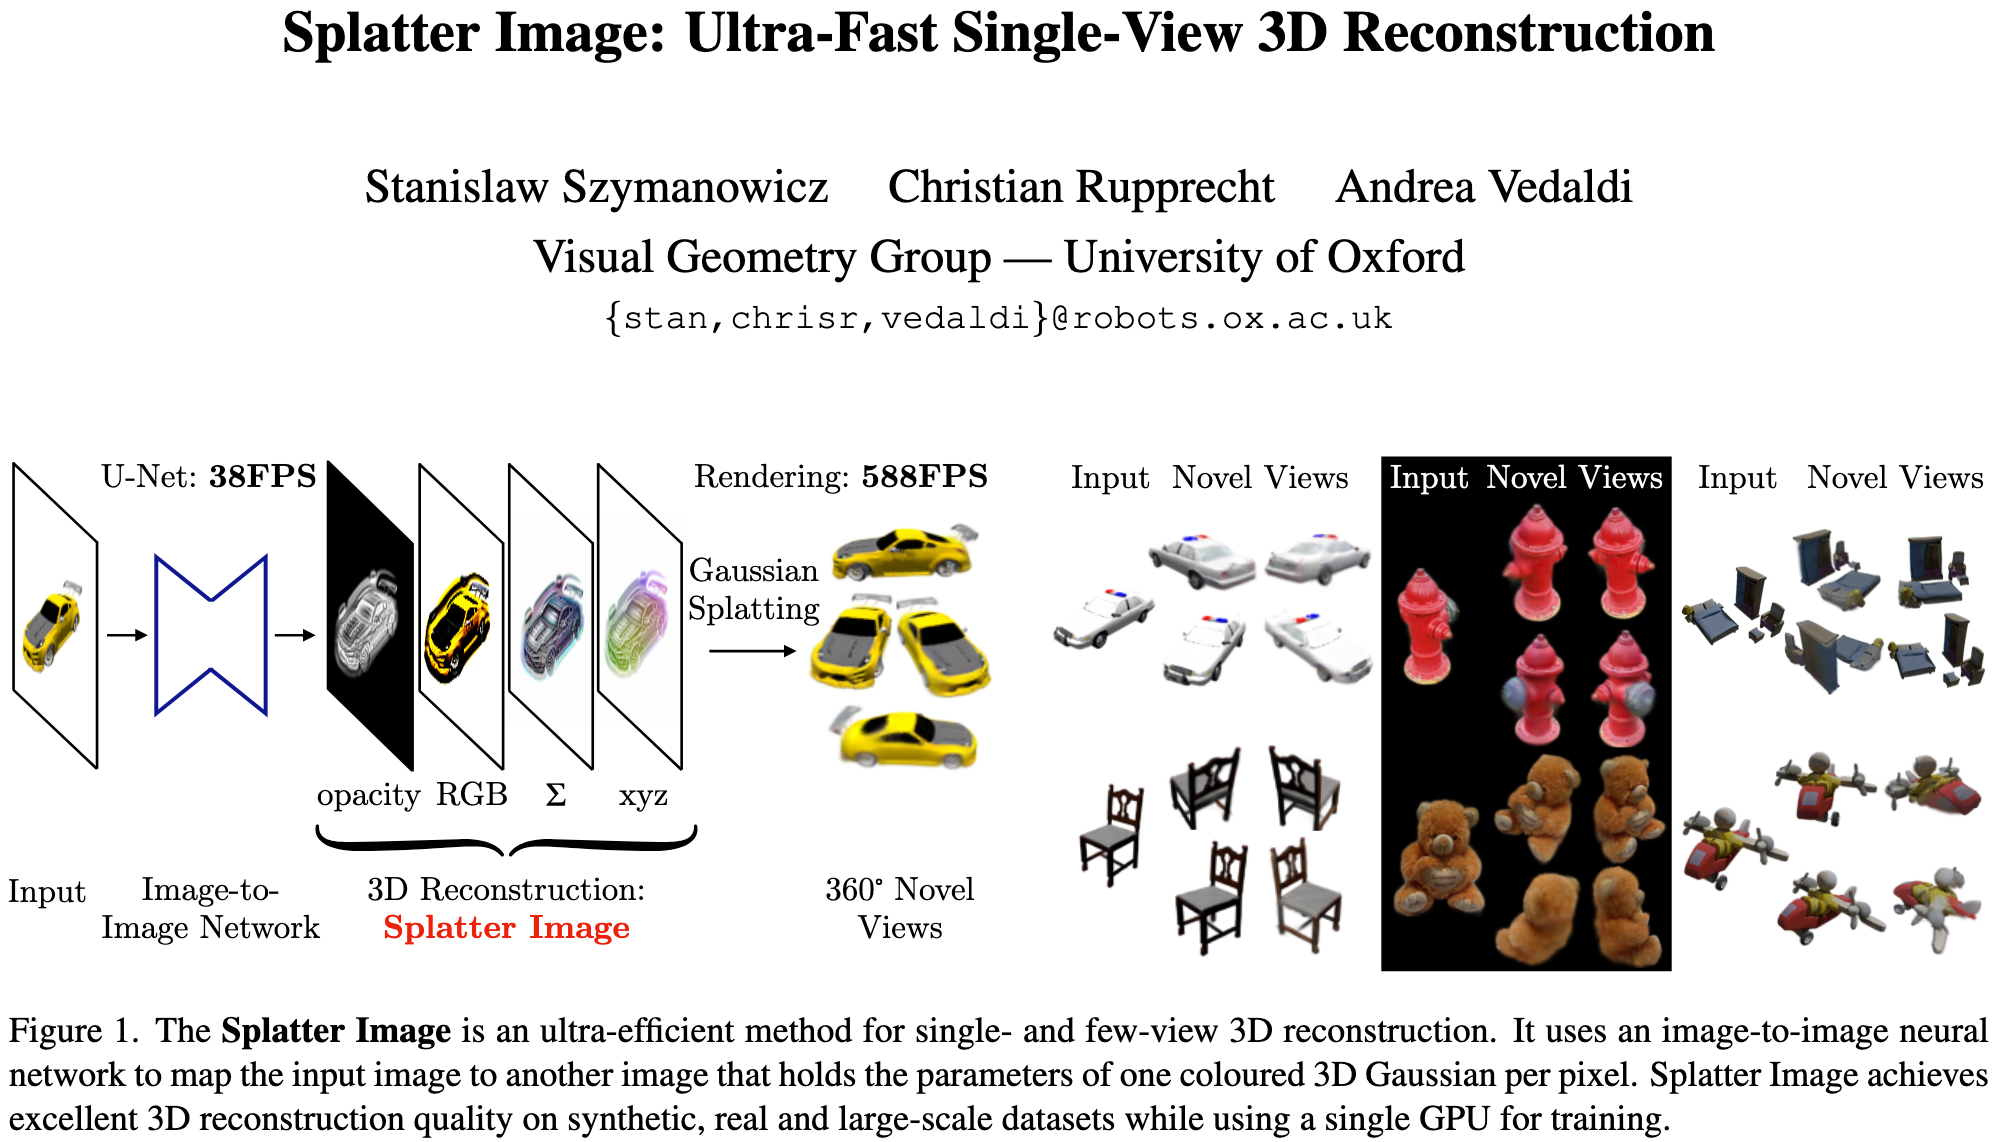 Splatter Image: Ultra-Fast Single-View 3D Reconstruction
Stanislaw Szymanowicz Christian Rupprecht Andrea Vedaldi
Visual Geometry Group — University of Oxford
{stan,chrisr,vedaldi}@robots.ox.ac.uk
U-Net: 38FPS
Rendering: 588FPS
Gaussian
Splatting
opacity RGB Σ xyz
Input
Image-to-
Image Network
3D Reconstruction:
Splatter Image
360° Novel
Views
Input Novel Views
Input Novel Views
Input Novel Views
Figure 1. The Splatter Image is an ultra-efficient method for single- and few-view 3D reconstruction. It uses an image-to-image neural
network to map the input image to another image that holds the parameters of one coloured 3D Gaussian per pixel. Splatter Image achieves
excellent 3D reconstruction quality on synthetic, real and large-scale datasets while using a single GPU for training.